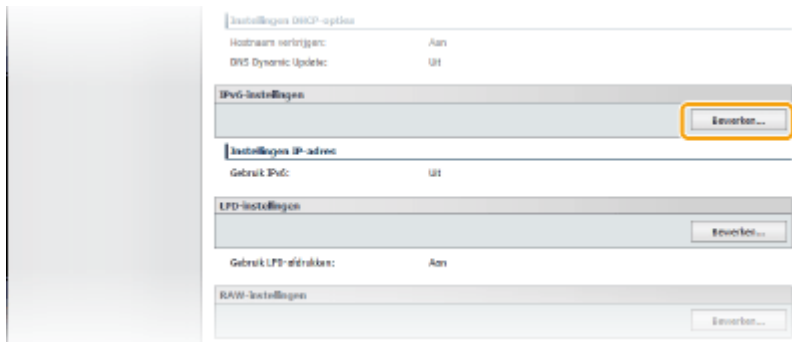 Instellingen DHCP-opties
Hostnaam verkrijgen: Aan
DNS Dynamic Update: Uit
IPv6-instellingen
Bewerken...
Instellingen IP-adres
Gebruik IPv6: Uit
LPD-instellingen
Bewerken...
Gebruik LPD-afdrukken: Aan
RAW-instellingen
Bewerken...